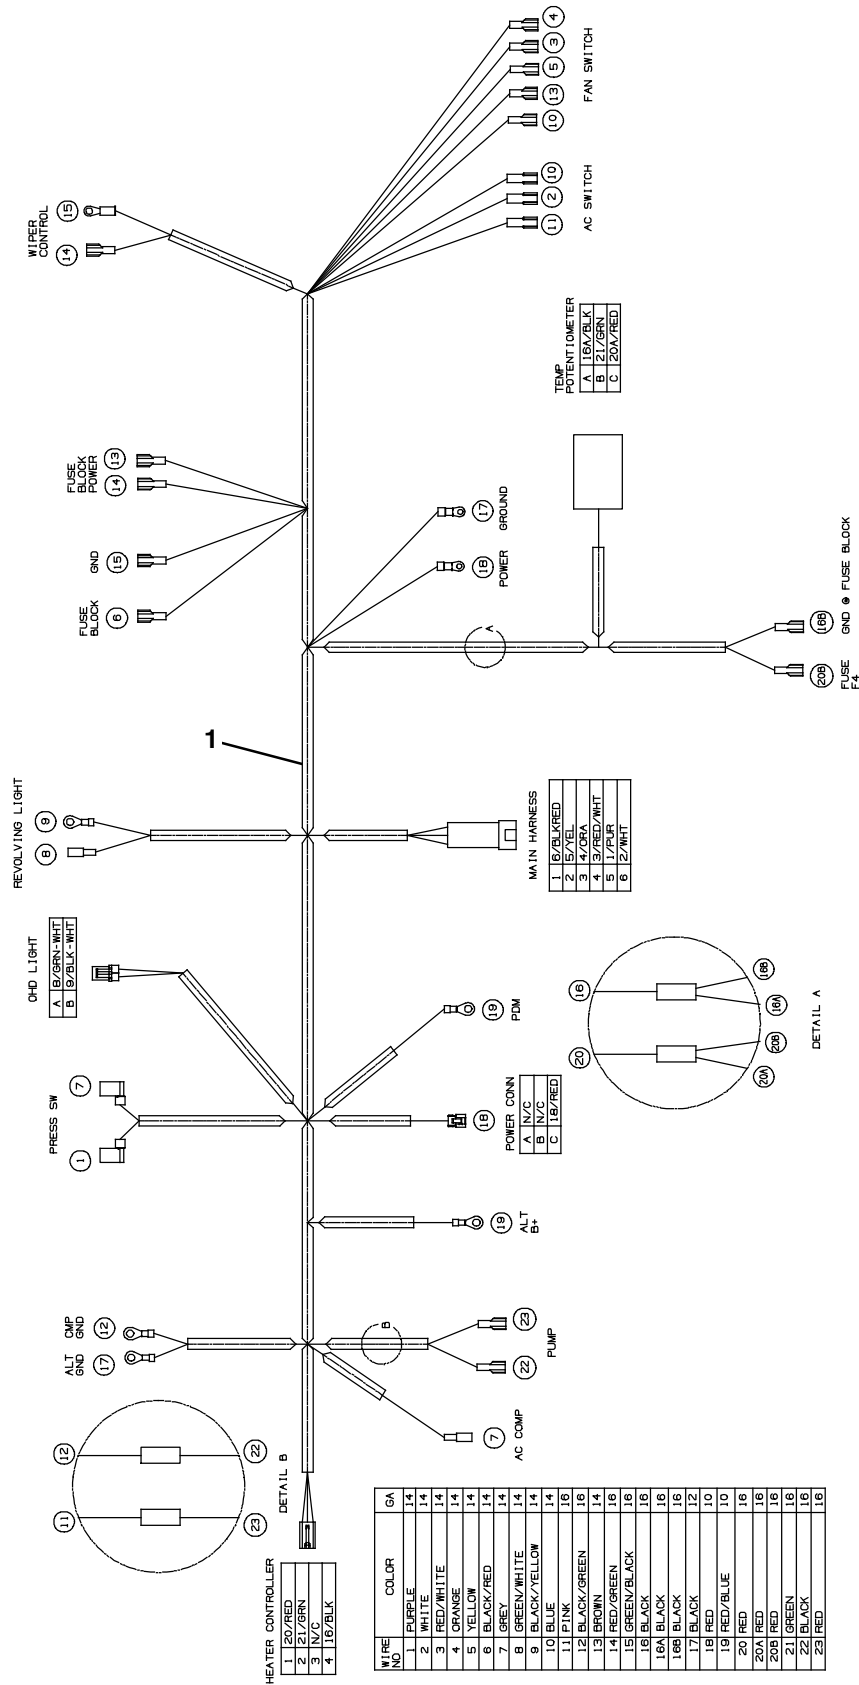 4
3
5
13
10
FAN SWITCH
10
2
11
AC SWITCH
WIPER
CONTROL
15
14
TEMP
POTENTIOMETER
A 16A/BLK
B 21/GRN
C 20A/RED
FUSE
BLOCK
POWER
13
14
GND
15
FUSE
BLOCK
6
17
GROUND
18
POWER
A
16B
GND @ FUSE BLOCK
20B
FUSE
F4
1
REVOLVING LIGHT
9
8
MAIN HARNESS
1 6/BLKRED
2 5/YEL
3 4/ORA
4 3/RED/WHT
5 1/PUR
6 2/WHT
OHD LIGHT
A 8/GRN-WHT
B 9/BLK-WHT
PRESS SW
7
1
19
PDM
18
POWER CONN
A N/C
B N/C
C 18/RED
16
16B
16A
20
20B
20A
DETAIL A
19
ALT
B+
CMP
GND
12
ALT
GND
17
B
23
22
PUMP
7
AC COMP
12
22
11
23
DETAIL B
HEATER CONTROLLER
1 20/RED
2 21/GRN
3 N/C
4 16/BLK
WIRE NO COLOR GA
1 PURPLE 14
2 WHITE 14
3 RED/WHITE 14
4 ORANGE 14
5 YELLOW 14
6 BLACK/RED 14
7 GREY 14
8 GREEN/WHITE 14
9 BLACK/YELLOW 14
10 BLUE 14
11 PINK 16
12 BLACK/GREEN 16
13 BROWN 14
14 RED/GREEN 16
15 GREEN/BLACK 16
16 BLACK 16
16A BLACK 16
16B BLACK 16
17 BLACK 12
18 RED 10
19 RED/BLUE 10
20 RED 16
20A RED 16
20B RED 16
21 GREEN 16
22 BLACK 16
23 RED 16